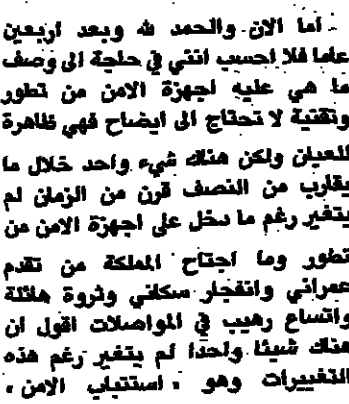 - أما الآن والحمد لله وبعد اربعين
عاما فلا احسب انني في حاجة الى وصف
ما هي عليه اجهزة الامن من تطور
وتقنية لا تحتاج الى ايضاح فهي ظاهرة
للعيان ولكن هناك شيء واحد خلال ما
يقارب من النصف قرن من الزمان لم
يتغير رغم ما دخل على اجهزة الامن من
تطور وما اجتاح المملكة من تقدم
عمراني وانفجار سكاني وثروة هائلة
واتساع رهيب في المواصلات اقول ان
هناك شيئا واحدا لم يتغير رغم هذه
التغييرات وهو « استتباب الامن »